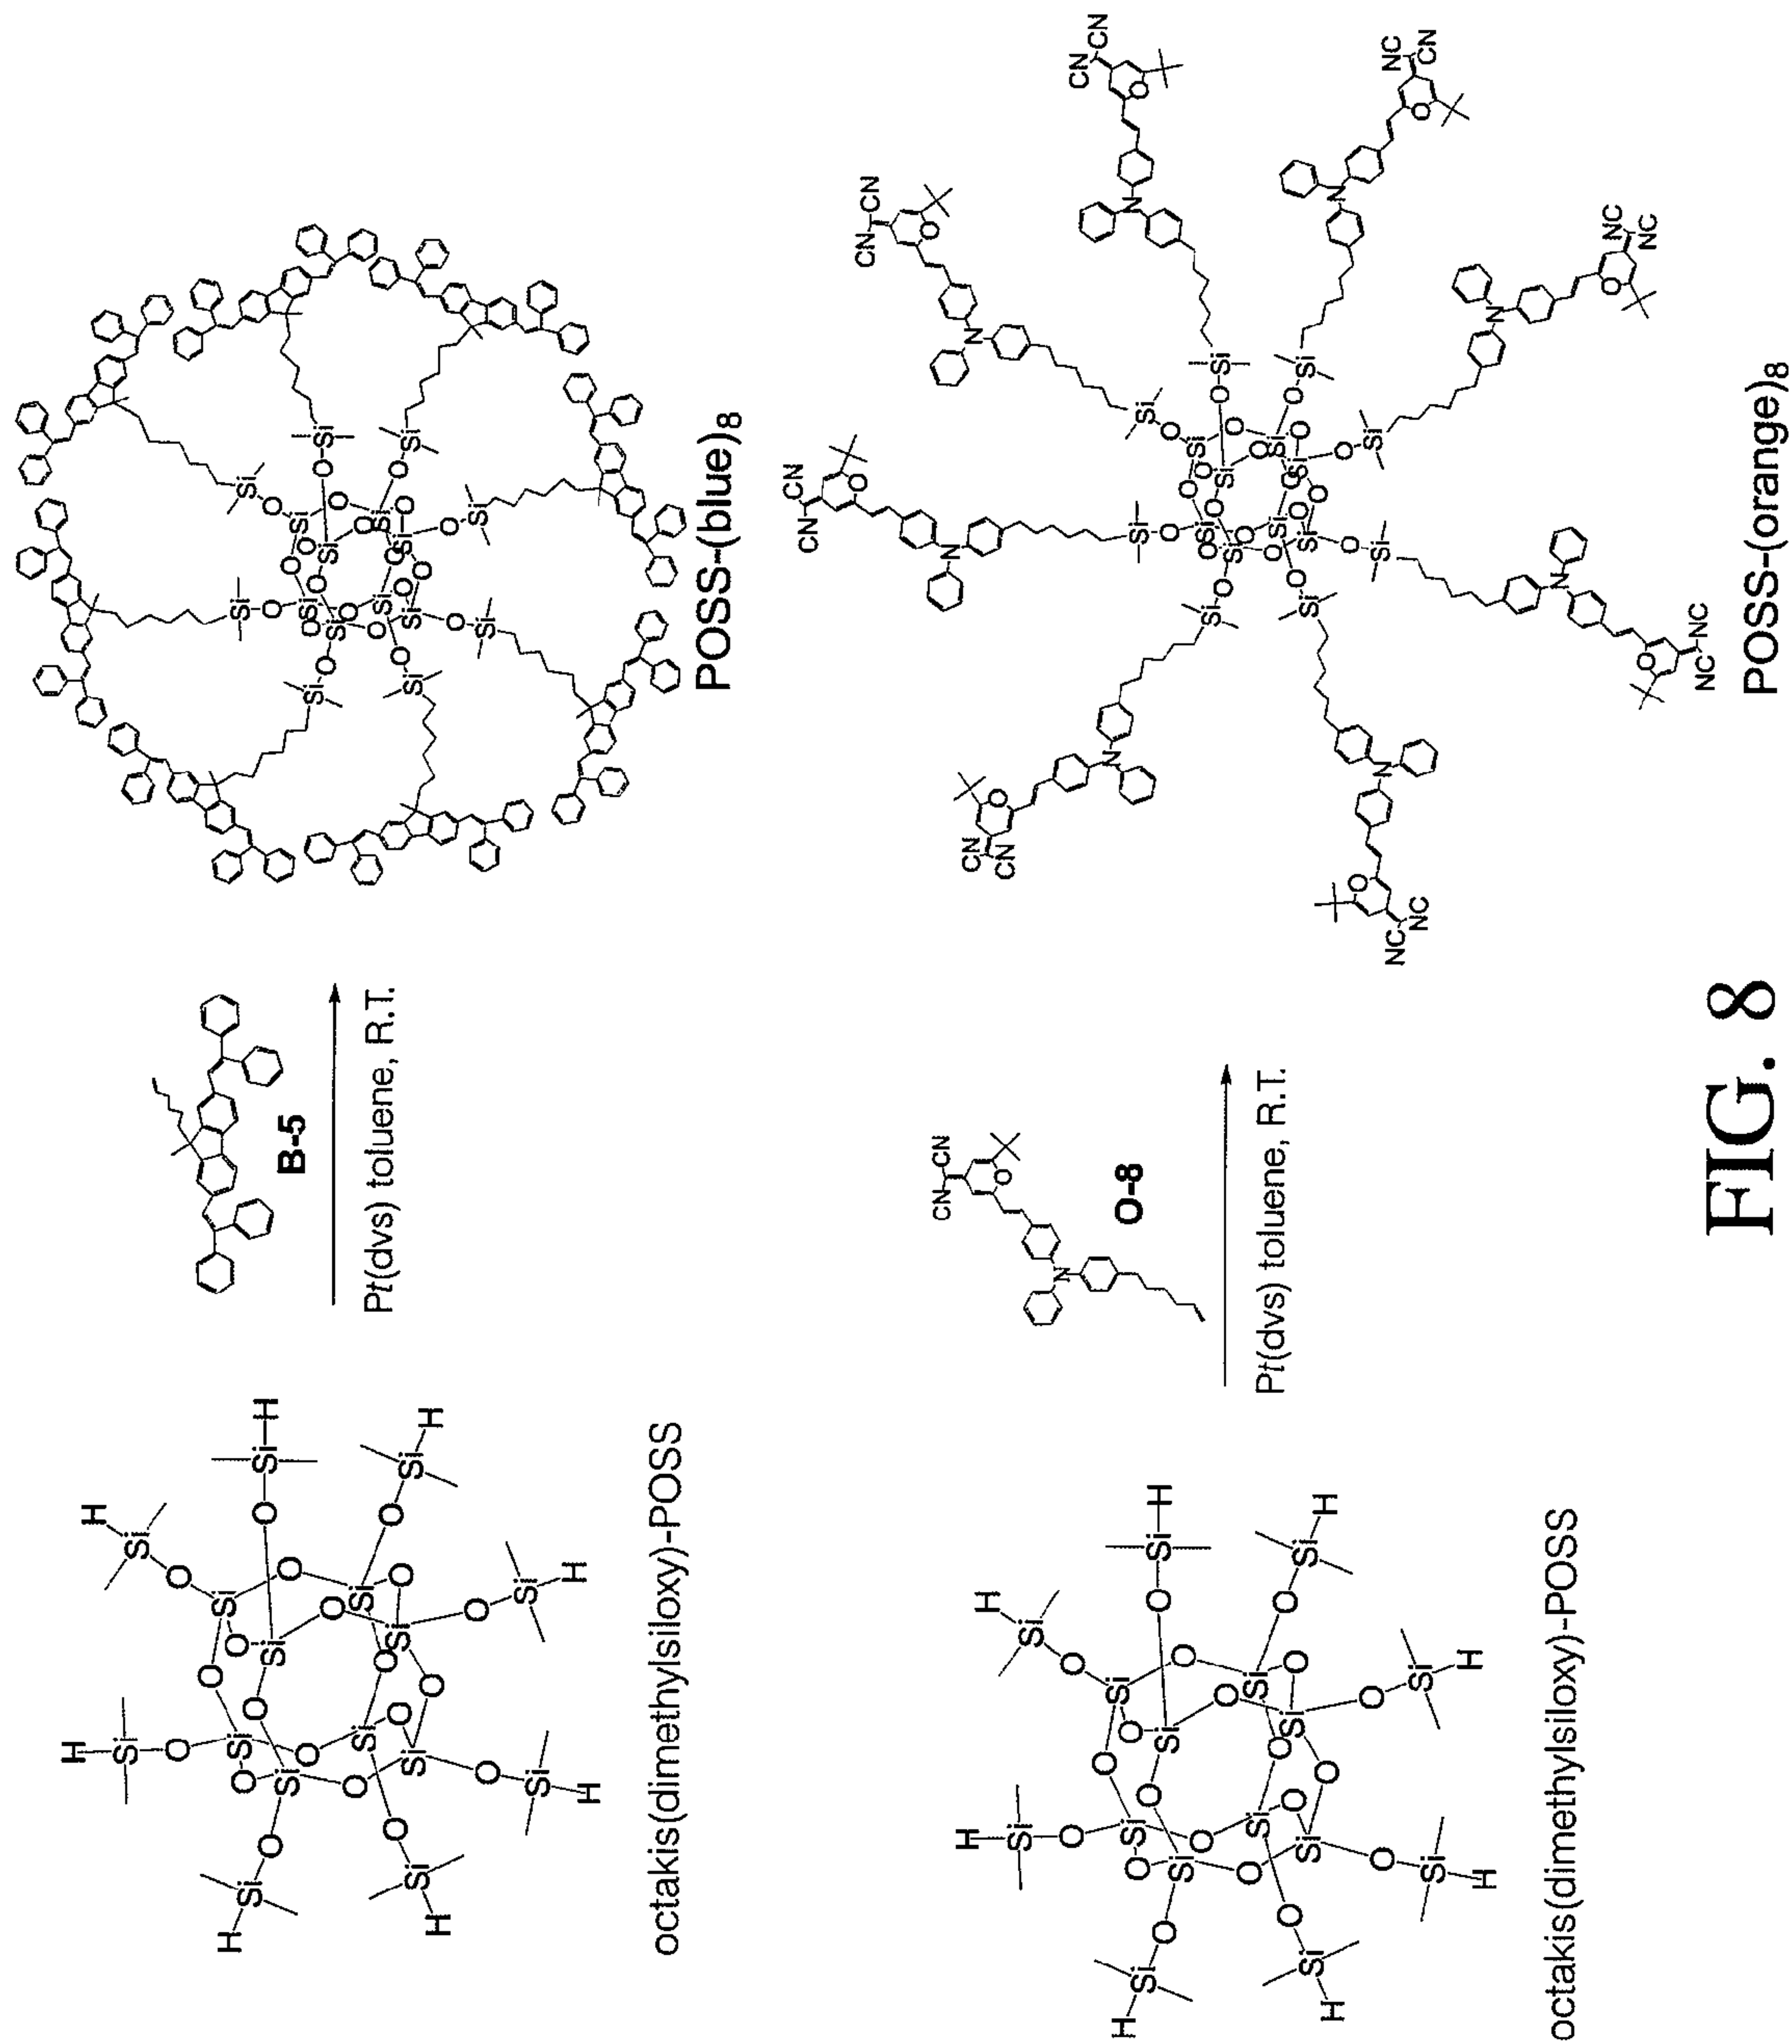 octakis(dimethylsiloxy)-POSS
B-5
Pt(dvs) toluene, R.T.
POSS-(blue)8
octakis(dimethylsiloxy)-POSS
O-8
Pt(dvs) toluene, R.T.
POSS-(orange)8
FIG. 8